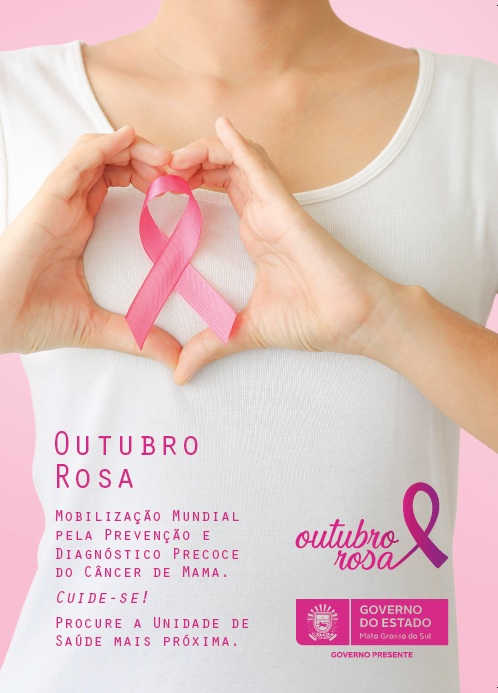 Outubro
Rosa
Mobilização Mundial
pela Prevenção e
Diagnóstico Precoce
do Câncer de Mama.
Cuide-se!
Procure a Unidade de
Saúde mais próxima.
outubro
rosa
GOVERNO
DO ESTADO
Mato Grosso do Sul
GOVERNO PRESENTE